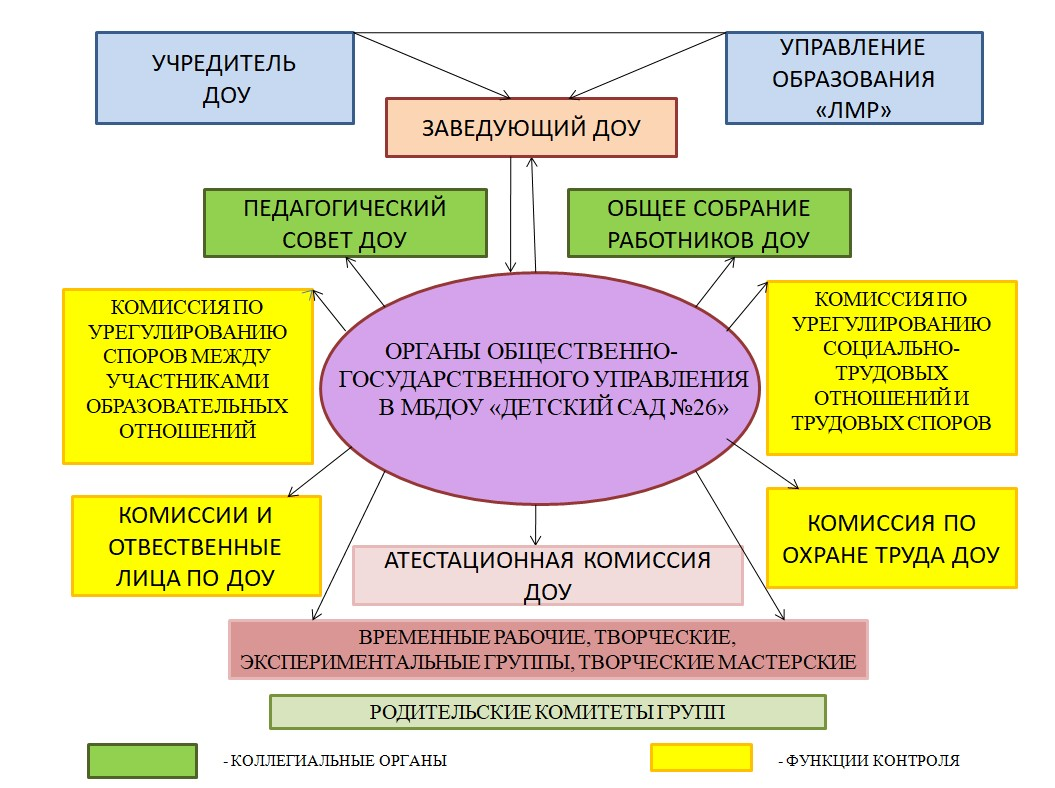 УЧРЕДИТЕЛЬ
ДОУ
УПРАВЛЕНИЕ
ОБРАЗОВАНИЯ
«ЛМР»
ЗАВЕДУЮЩИЙ ДОУ
ПЕДАГОГИЧЕСКИЙ
СОВЕТ ДОУ
ОБЩЕЕ СОБРАНИЕ
РАБОТНИКОВ ДОУ
КОМИССИЯ ПО
УРЕГУЛИРОВАНИЮ
СПОРОВ МЕЖДУ
УЧАСТНИКАМИ
ОБРАЗОВАТЕЛЬНЫХ
ОТНОШЕНИЙ
ОРГАНЫ ОБЩЕСТВЕННО-
ГОСУДАРСТВЕННОГО УПРАВЛЕНИЯ
В МБДОУ «ДЕТСКИЙ САД №26»
КОМИССИЯ ПО
УРЕГУЛИРОВАНИЮ
СОЦИАЛЬНО-
ТРУДОВЫХ
ОТНОШЕНИЙ И
ТРУДОВЫХ СПОРОВ
КОМИССИИ И
ОТВЕСТВЕННЫЕ
ЛИЦА ПО ДОУ
АТЕСТАЦИОННАЯ КОМИССИЯ
ДОУ
КОМИССИЯ ПО
ОХРАНЕ ТРУДА ДОУ
ВРЕМЕННЫЕ РАБОЧИЕ, ТВОРЧЕСКИЕ,
ЭКСПЕРИМЕНТАЛЬНЫЕ ГРУППЫ, ТВОРЧЕСКИЕ МАСТЕРСКИЕ
РОДИТЕЛЬСКИЕ КОМИТЕТЫ ГРУПП
- КОЛЛЕГИАЛЬНЫЕ ОРГАНЫ
- ФУНКЦИИ КОНТРОЛЯ